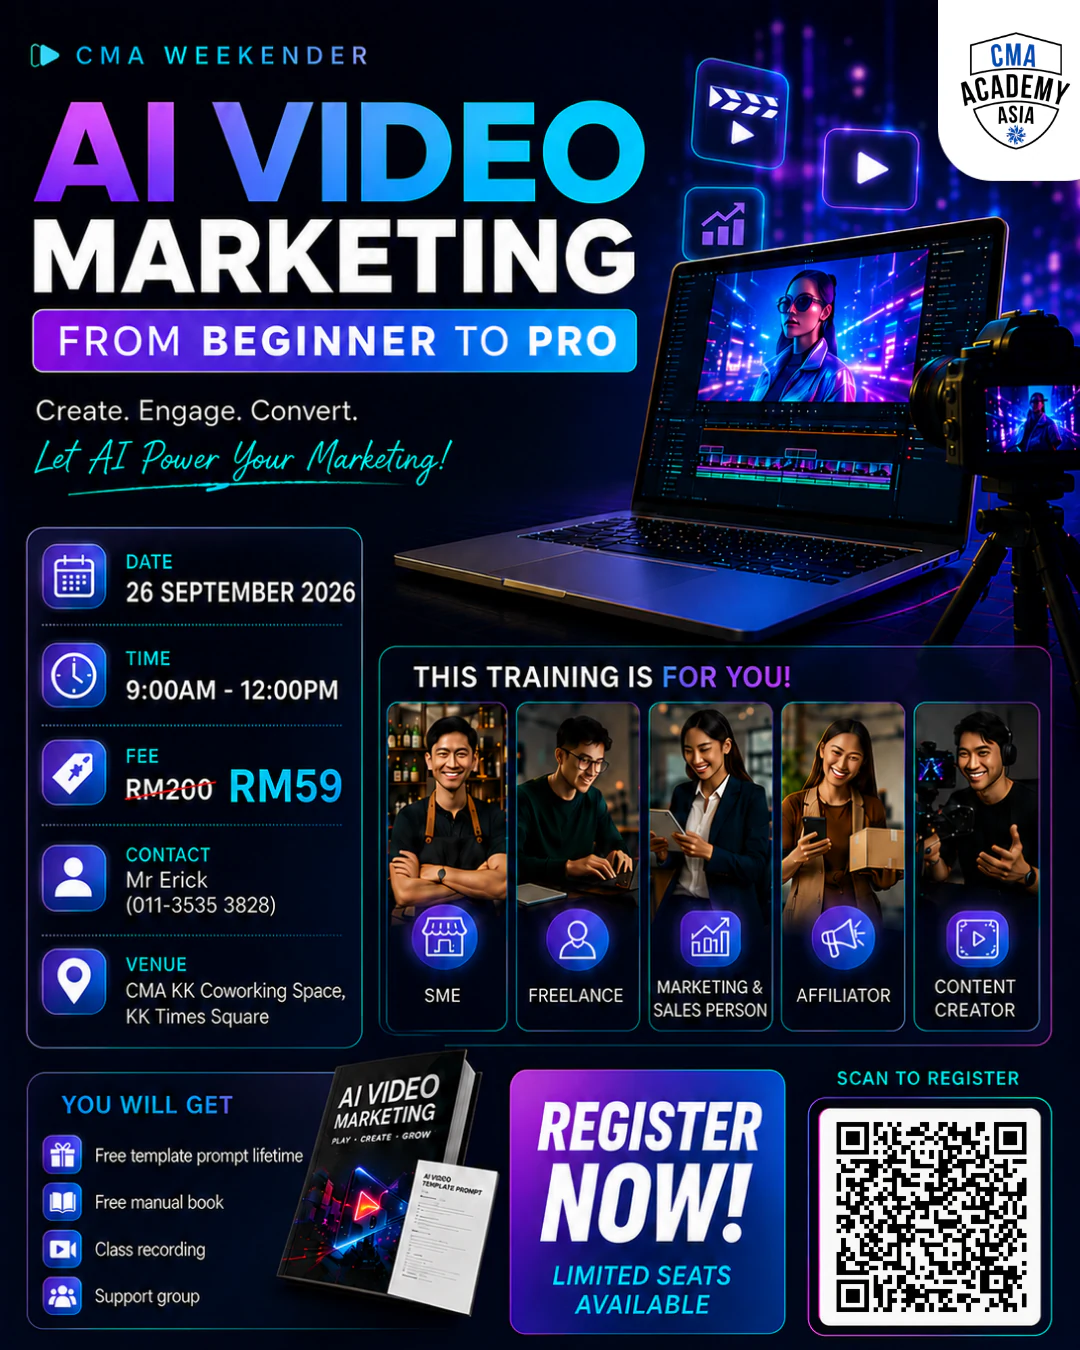 CMA WEEKENDER
CMA
ACADEMY
ASIA
AI VIDEO
MARKETING
FROM BEGINNER TO PRO
Create. Engage. Convert.
Let AI Power Your Marketing!
DATE
26 SEPTEMBER 2026
TIME
9:00AM - 12:00PM
FEE
RM200 RM59
CONTACT
Mr Erick
(011-3535 3828)
VENUE
CMA KK Coworking Space,
KK Times Square
THIS TRAINING IS FOR YOU!
SME
FREELANCE
MARKETING &
SALES PERSON
AFFILIATOR
CONTENT
CREATOR
YOU WILL GET
Free template prompt lifetime
Free manual book
Class recording
Support group
AI VIDEO
MARKETING
PLAY · CREATE · GROW
AI VIDEO
TEMPLATE PROMPT
REGISTER
NOW!
LIMITED SEATS
AVAILABLE
SCAN TO REGISTER